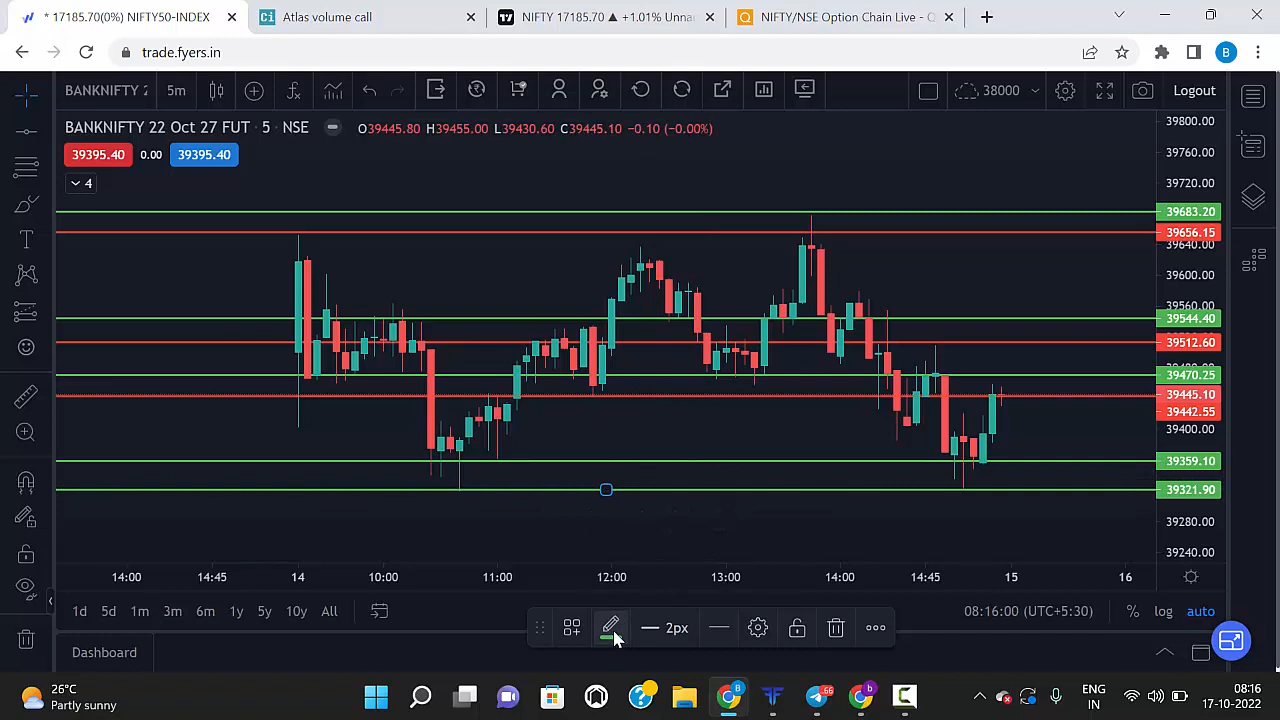 * 17185.70(0%) NIFTY50-INDEX
Atlas volume call
NIFTY 17185.70 ▲ +1.01% Unna
NIFTY/NSE Option Chain Live - O
trade.fyers.in
B
BANKNIFTY 2
5m
38000
Logout
BANKNIFTY 22 Oct 27 FUT · 5 · NSE
O39445.80 H39455.00 L39430.60 C39445.10 −0.10 (−0.00%)
39395.40
0.00
39395.40
4
39800.00
39760.00
39720.00
39683.20
39656.15
39640.00
39600.00
39560.00
39544.40
39512.60
39470.25
39445.10
39442.55
39400.00
39359.10
39321.90
39280.00
39240.00
14:00 14:45 14 10:00 11:00 12:00 13:00 14:00 14:45 15 16
1d 5d 1m 3m 6m 1y 5y 10y All
08:16:00 (UTC+5:30)
% log auto
2px
Dashboard
26°C
Partly sunny
66
ENG
IN
08:16
17-10-2022